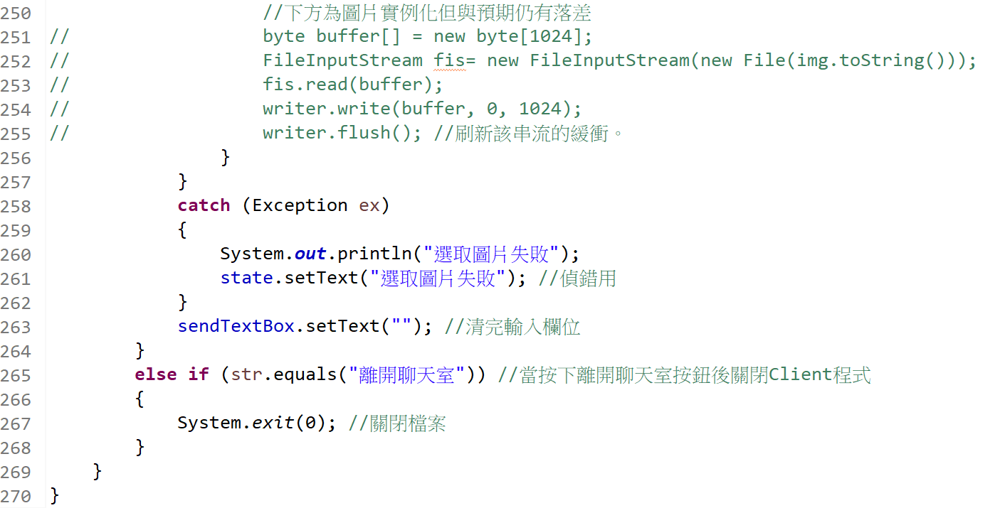 250                    //下方為圖片實例化但與預期仍有落差
251 //                  byte buffer[] = new byte[1024];
252 //                  FileInputStream fis= new FileInputStream(new File(img.toString()));
253 //                  fis.read(buffer);
254 //                  writer.write(buffer, 0, 1024);
255 //                  writer.flush(); //刷新該串流的緩衝。
256                 }
257             }
258             catch (Exception ex)
259             {
260                 System.out.println("選取圖片失敗");
261                 state.setText("選取圖片失敗"); //偵錯用
262             }
263             sendTextBox.setText(""); //清完輸入欄位
264         }
265         else if (str.equals("離開聊天室")) //當按下離開聊天室按鈕後關閉Client程式
266         {
267             System.exit(0); //關閉檔案
268         }
269     }
270 }